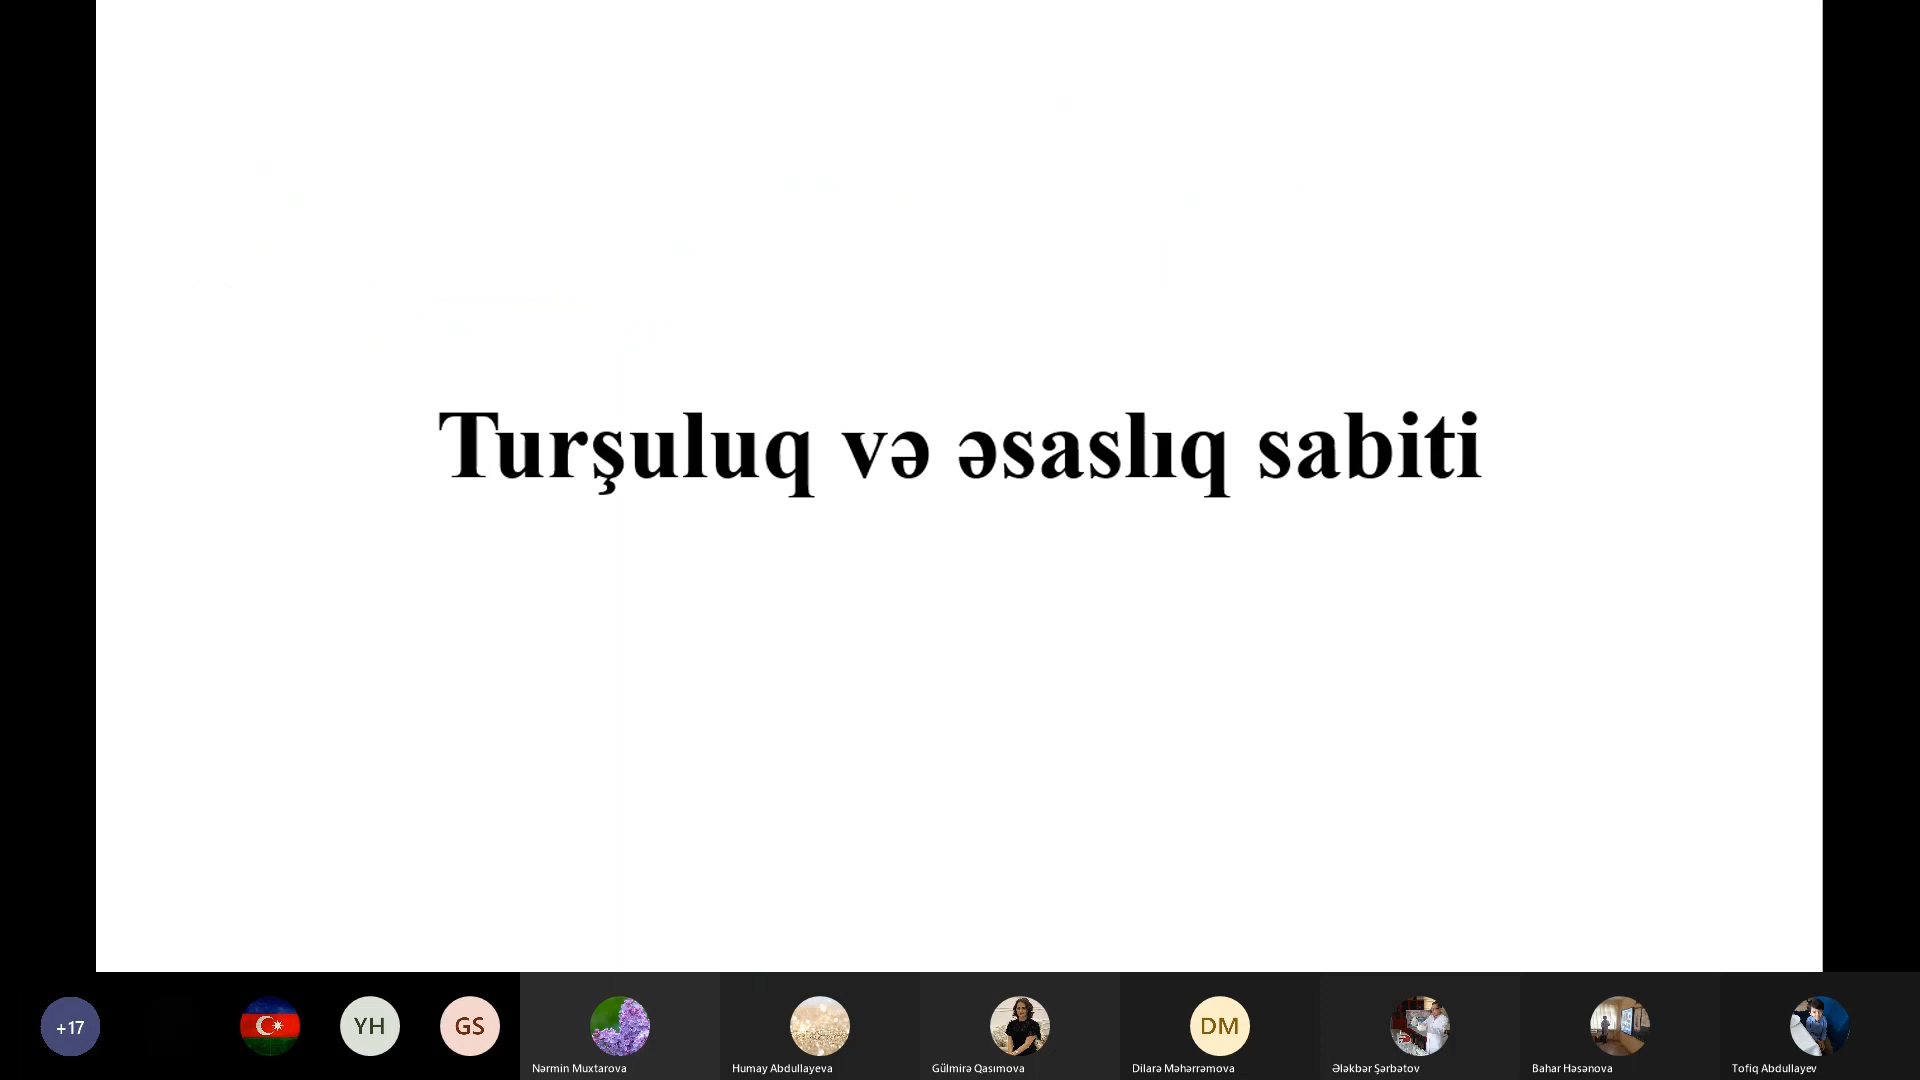 Turşuluq və əsaslıq sabiti
+17
YH
GS
DM
Nərmin Muxtarova
Humay Abdullayeva
Gülmirə Qasımova
Dilarə Məhərrəmova
Ələkbər Şərbətov
Bahar Həsənova
Tofiq Abdullayev